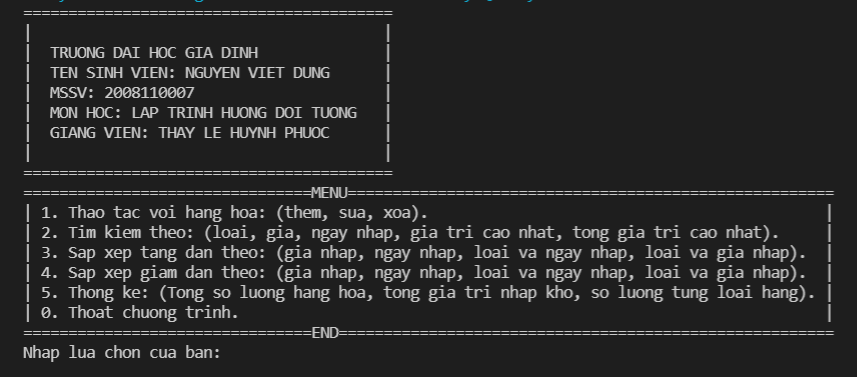 =========================================
|                                       |
|  TRUONG DAI HOC GIA DINH              |
|  TEN SINH VIEN: NGUYEN VIET DUNG      |
|  MSSV: 2008110007                     |
|  MON HOC: LAP TRINH HUONG DOI TUONG   |
|  GIANG VIEN: THAY LE HUYNH PHUOC      |
|                                       |
=========================================
================================MENU======================================================
| 1. Thao tac voi hang hoa: (them, sua, xoa).                                            |
| 2. Tim kiem theo: (loai, gia, ngay nhap, gia tri cao nhat, tong gia tri cao nhat).     |
| 3. Sap xep tang dan theo: (gia nhap, ngay nhap, loai va ngay nhap, loai va gia nhap).  |
| 4. Sap xep giam dan theo: (gia nhap, ngay nhap, loai va ngay nhap, loai va gia nhap).  |
| 5. Thong ke: (Tong so luong hang hoa, tong gia tri nhap kho, so luong tung loai hang). |
| 0. Thoat chuong trinh.                                                                 |
================================END=======================================================
Nhap lua chon cua ban: